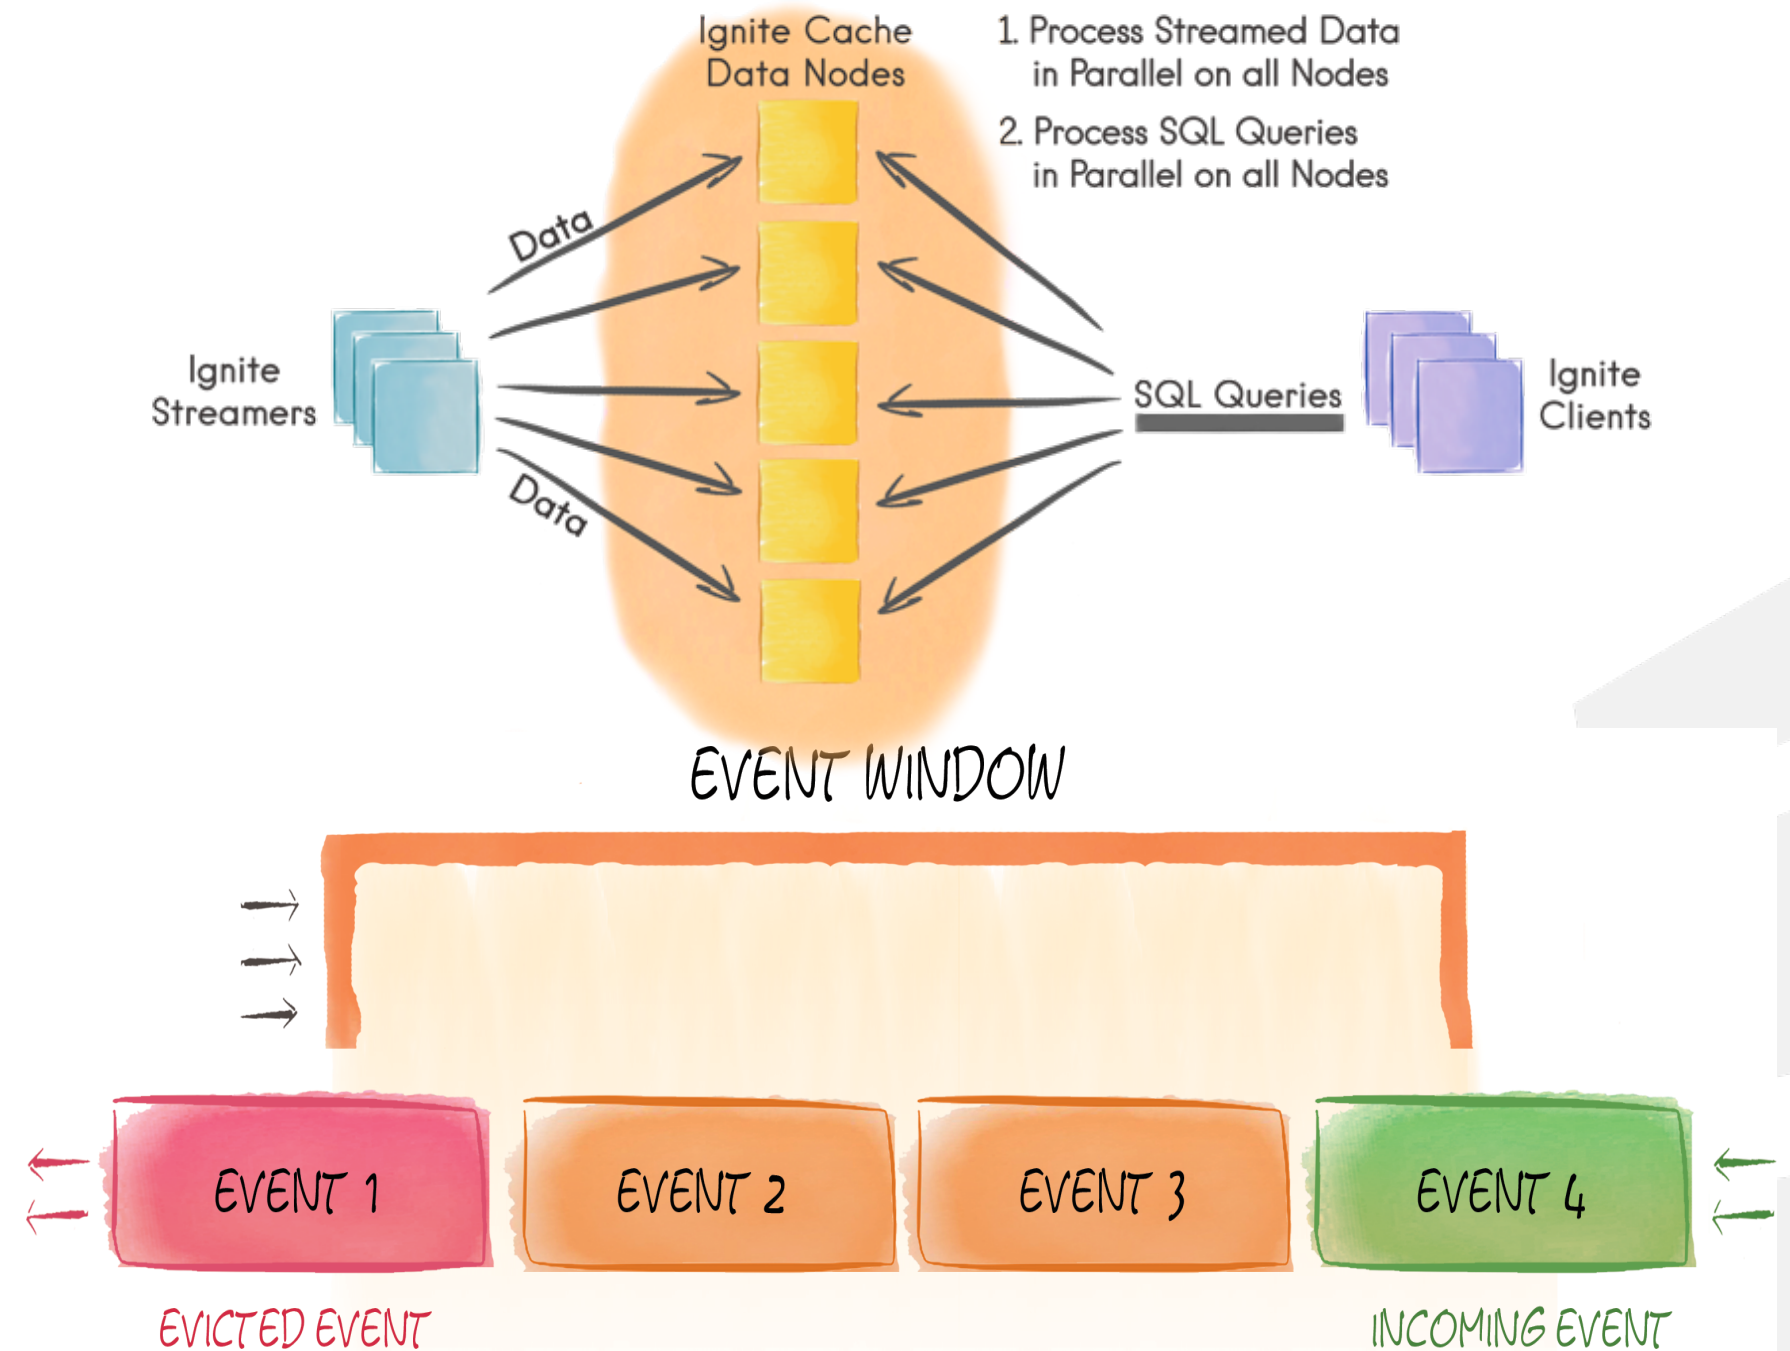 Ignite Cache
Data Nodes
1. Process Streamed Data
in Parallel on all Nodes
2. Process SQL Queries
in Parallel on all Nodes
Data
Ignite
Streamers
SQL Queries
Ignite
Clients
Data
EVENT WINDOW
EVENT 1
EVENT 2
EVENT 3
EVENT 4
EVICTED EVENT
INCOMING EVENT